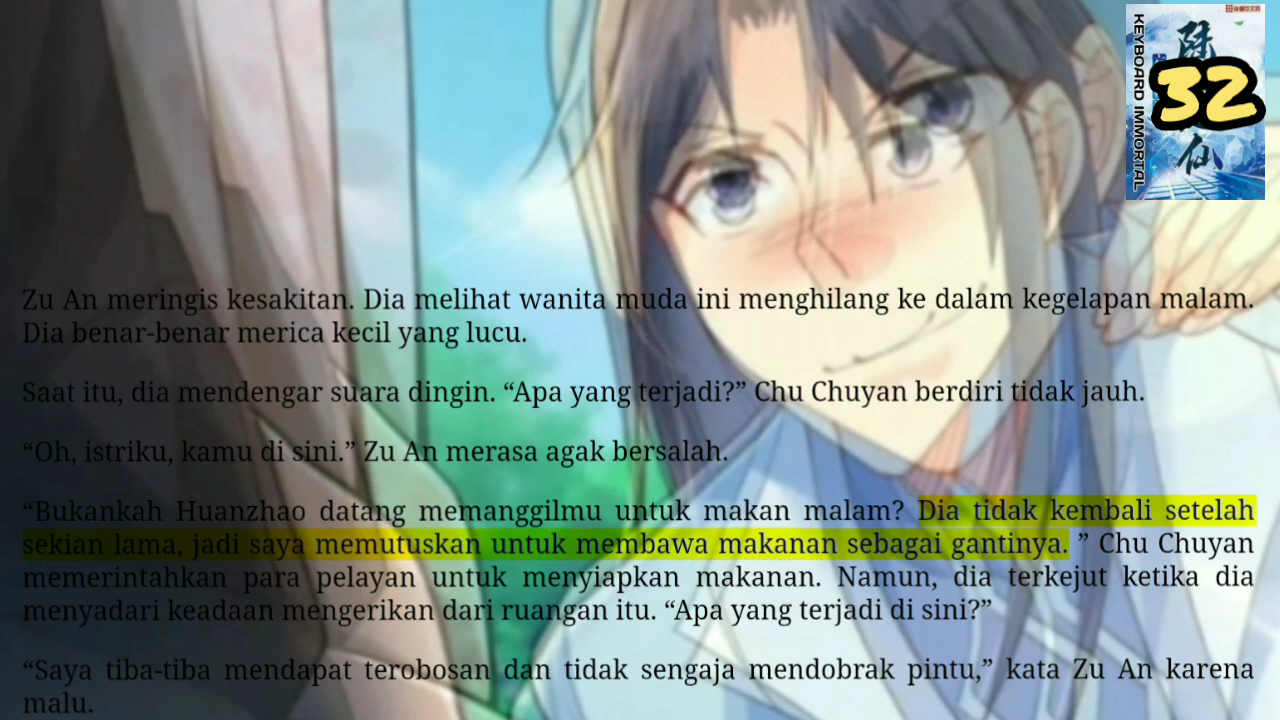 KEYBOARD IMMORTAL
陆
32
仙
Zu An meringis kesakitan. Dia melihat wanita muda ini menghilang ke dalam kegelapan malam.
Dia benar-benar merica kecil yang lucu.
Saat itu, dia mendengar suara dingin. “Apa yang terjadi?” Chu Chuyan berdiri tidak jauh.
“Oh, istriku, kamu di sini.” Zu An merasa agak bersalah.
“Bukankah Huanzhao datang memanggilmu untuk makan malam? Dia tidak kembali setelah
sekian lama, jadi saya memutuskan untuk membawa makanan sebagai gantinya. ” Chu Chuyan
memerintahkan para pelayan untuk menyiapkan makanan. Namun, dia terkejut ketika dia
menyadari keadaan mengerikan dari ruangan itu. “Apa yang terjadi di sini?”
“Saya tiba-tiba mendapat terobosan dan tidak sengaja mendobrak pintu,” kata Zu An karena
malu.